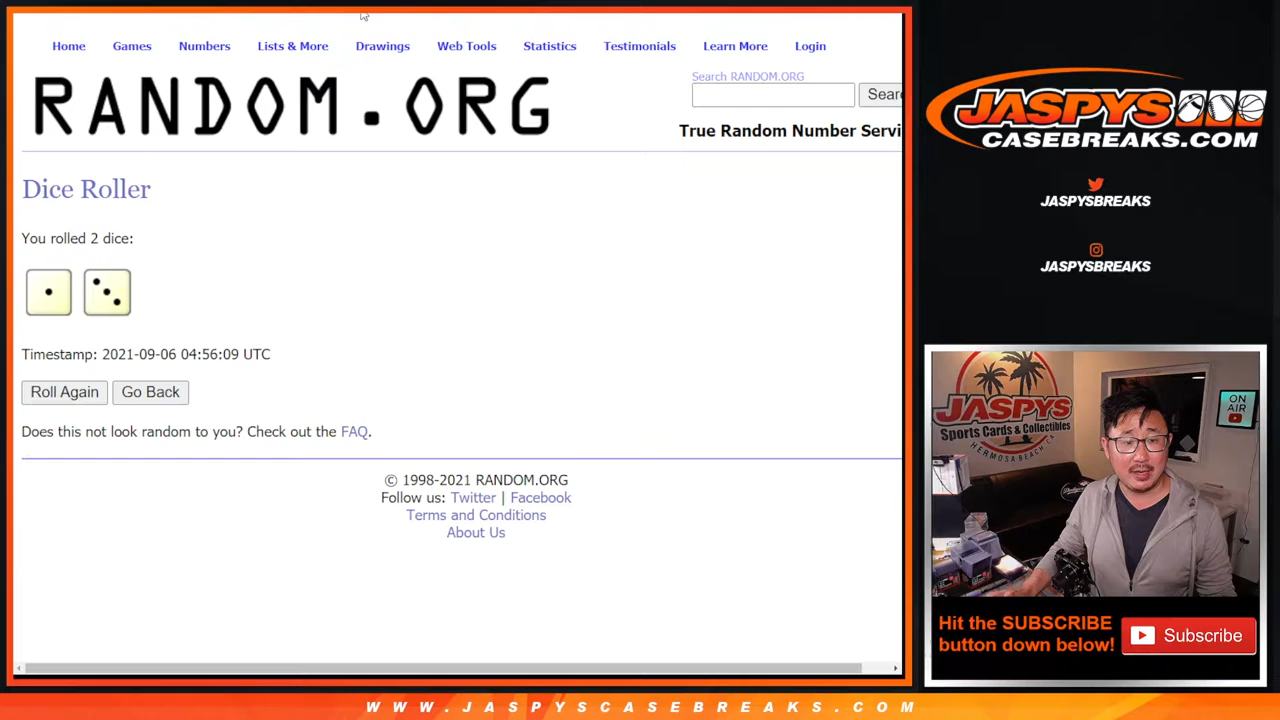 Home Games Numbers Lists & More Drawings Web Tools Statistics Testimonials Learn More Login
Search RANDOM.ORG
RANDOM.ORG
Sear
True Random Number Servi
Dice Roller
You rolled 2 dice:
Timestamp: 2021-09-06 04:56:09 UTC
Roll Again Go Back
Does this not look random to you? Check out the FAQ.
© 1998-2021 RANDOM.ORG
Follow us: Twitter | Facebook
Terms and Conditions
About Us
JASPYS
CASEBREAKS.COM
JASPYSBREAKS
JASPYSBREAKS
JASPYS
Sports Cards & Collectibles
HERMOSA BEACH, CA
ON
AIR
Hit the SUBSCRIBE
button down below!
Subscribe
WWW.JASPYSCASEBREAKS.COM